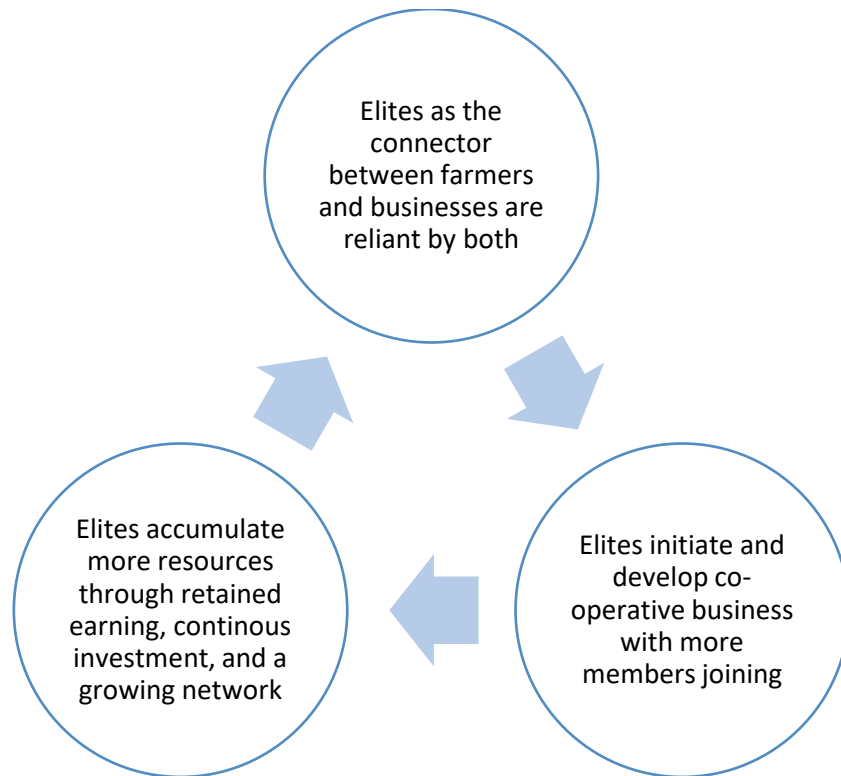 Elites as the
connector
between farmers
and businesses are
reliant by both
Elites initiate and
develop co-
operative business
with more
members joining
Elites accumulate
more resources
through retained
earning, continous
investment, and a
growing network